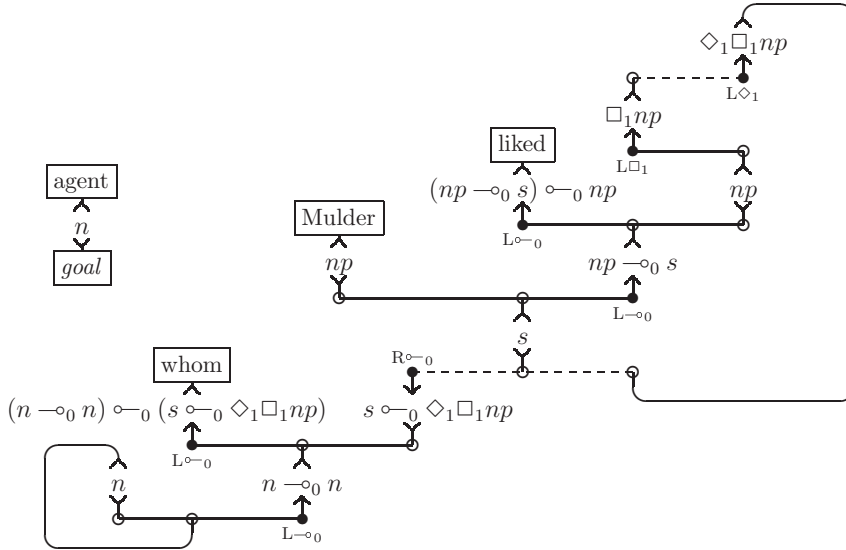 ◇₁□₁np
L◇₁
□₁np
liked
L□₁
agent
(np ⊸₀ s) ⟜₀ np
np
Mulder
L⟜₀
n
np
np ⊸₀ s
goal
L⊸₀
s
whom
R⟜₀
(n ⊸₀ n) ⟜₀ (s ⟜₀ ◇₁□₁np)
s ⟜₀ ◇₁□₁np
L⟜₀
n
n ⊸₀ n
L⊸₀